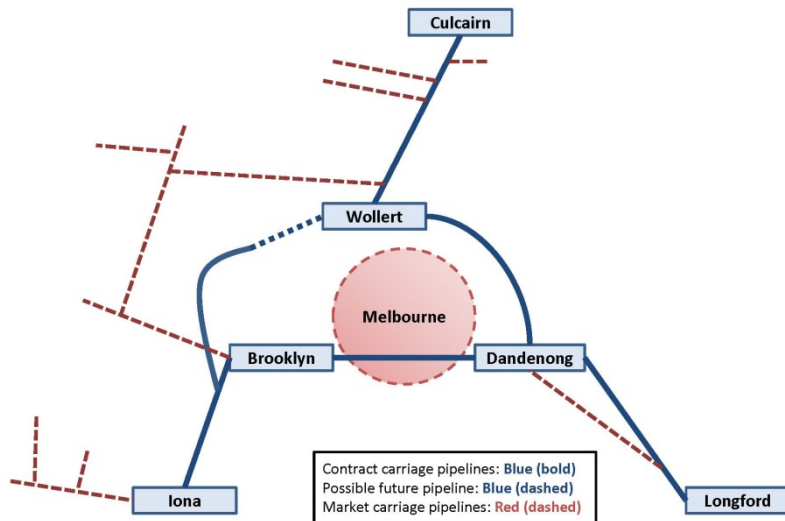 Culcairn
Wollert
Melbourne
Brooklyn
Dandenong
Contract carriage pipelines: Blue (bold)
Possible future pipeline: Blue (dashed)
Market carriage pipelines: Red (dashed)
Iona
Longford